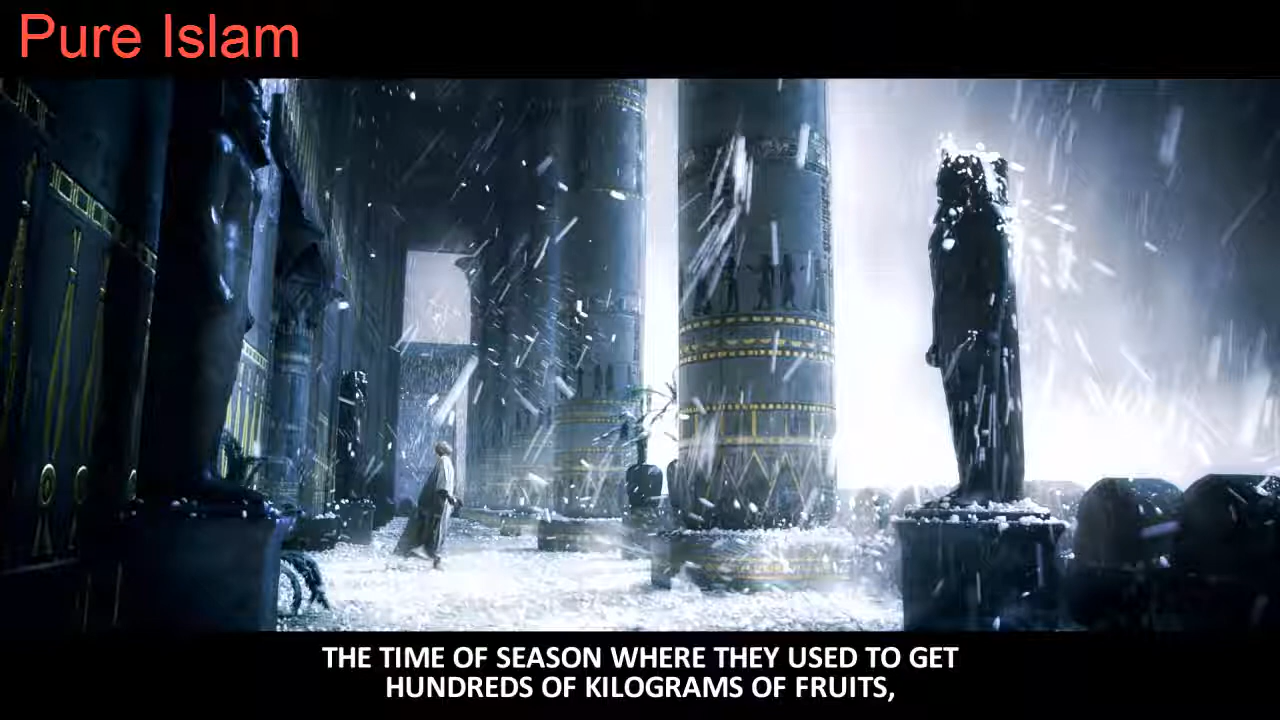 Pure Islam
THE TIME OF SEASON WHERE THEY USED TO GET
HUNDREDS OF KILOGRAMS OF FRUITS,